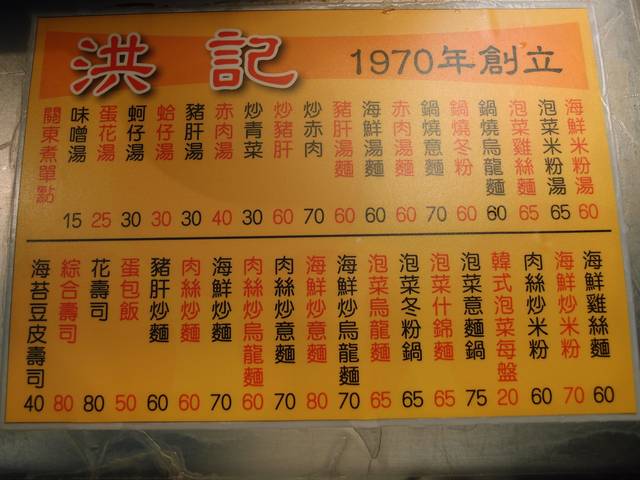 洪記 1970年創立
海鮮米粉湯 60
泡菜米粉湯 65
泡菜雞絲麵 65
鍋燒烏龍麵 60
鍋燒冬粉 60
鍋燒意麵 70
赤肉湯麵 60
海鮮湯麵 60
豬肝湯麵 60
炒赤肉 70
炒豬肝 60
炒青菜 30
赤肉湯 40
豬肝湯 30
蛤仔湯 30
蚵仔湯 30
蛋花湯 25
味噌湯 15
關東煮單點
海鮮雞絲麵 60
海鮮炒米粉 70
肉絲炒米粉 60
韓式泡菜每盤 20
泡菜意麵鍋 75
泡菜什錦麵 65
泡菜冬粉鍋 65
泡菜烏龍麵 65
海鮮炒烏龍麵 70
海鮮炒意麵 80
肉絲炒意麵 70
肉絲炒烏龍麵 60
海鮮炒麵 70
肉絲炒麵 60
豬肝炒麵 60
蛋包飯 50
花壽司 80
綜合壽司 80
海苔豆皮壽司 40